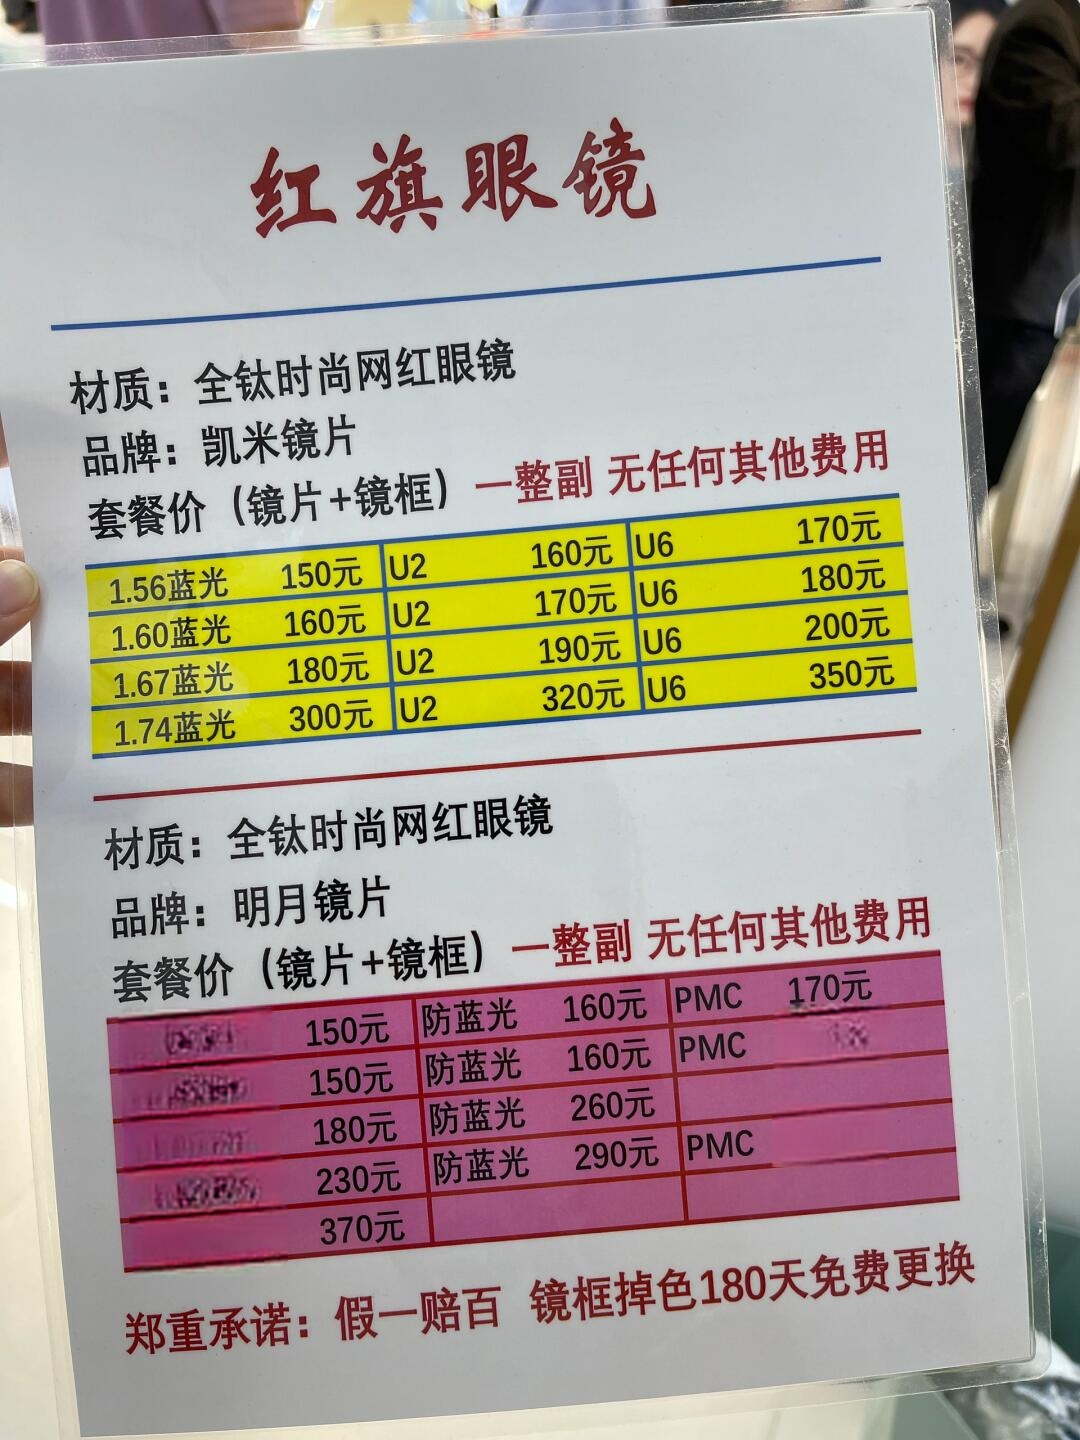 红旗眼镜
材质：全钛时尚网红眼镜
品牌：凯米镜片
套餐价（镜片+镜框）一整副 无任何其他费用
1.56蓝光 150元 U2 160元 U6 170元
1.60蓝光 160元 U2 170元 U6 180元
1.67蓝光 180元 U2 190元 U6 200元
1.74蓝光 300元 U2 320元 U6 350元
材质：全钛时尚网红眼镜
品牌：明月镜片
套餐价（镜片+镜框）一整副 无任何其他费用
150元 防蓝光 160元 PMC 170元
150元 防蓝光 160元 PMC
180元 防蓝光 260元
230元 防蓝光 290元 PMC
370元
郑重承诺：假一赔百 镜框掉色180天免费更换